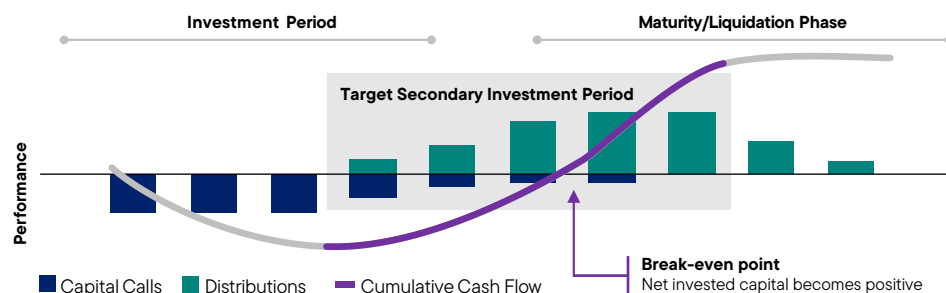 Investment Period
Maturity/Liquidation Phase
Target Secondary Investment Period
Performance
Break-even point
Net invested capital becomes positive
Capital Calls
Distributions
Cumulative Cash Flow